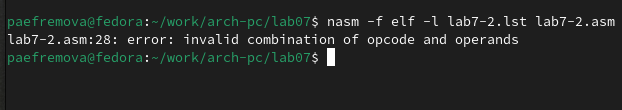 paefremova@fedora:~/work/arch-pc/lab07$ nasm -f elf -l lab7-2.lst lab7-2.asm
lab7-2.asm:28: error: invalid combination of opcode and operands
paefremova@fedora:~/work/arch-pc/lab07$